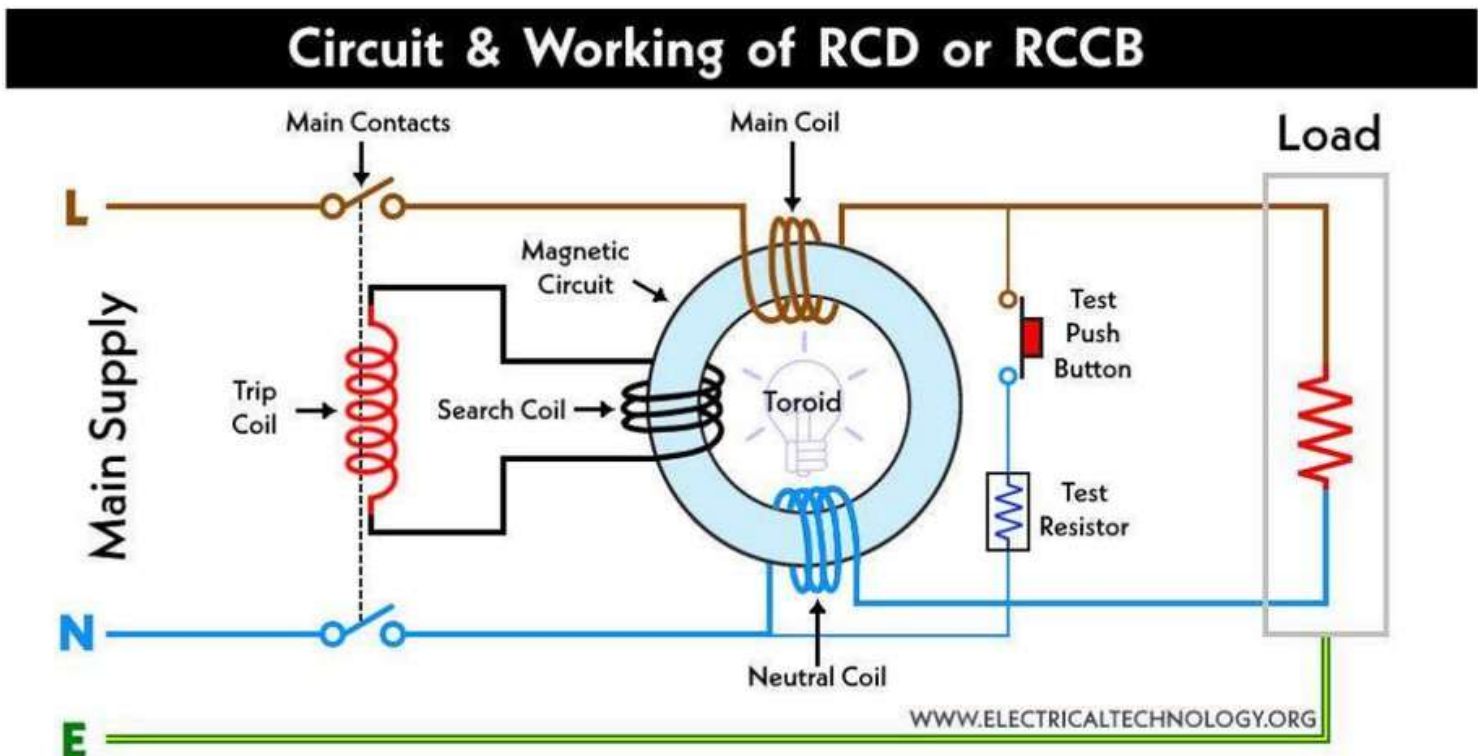 Circuit & Working of RCD or RCCB
Main Contacts
Main Coil
Load
L
Magnetic
Circuit
Main Supply
Test
Push
Button
Trip
Coil
Search Coil
Toroid
Test
Resistor
N
Neutral Coil
WWW.ELECTRICALTECHNOLOGY.ORG
E